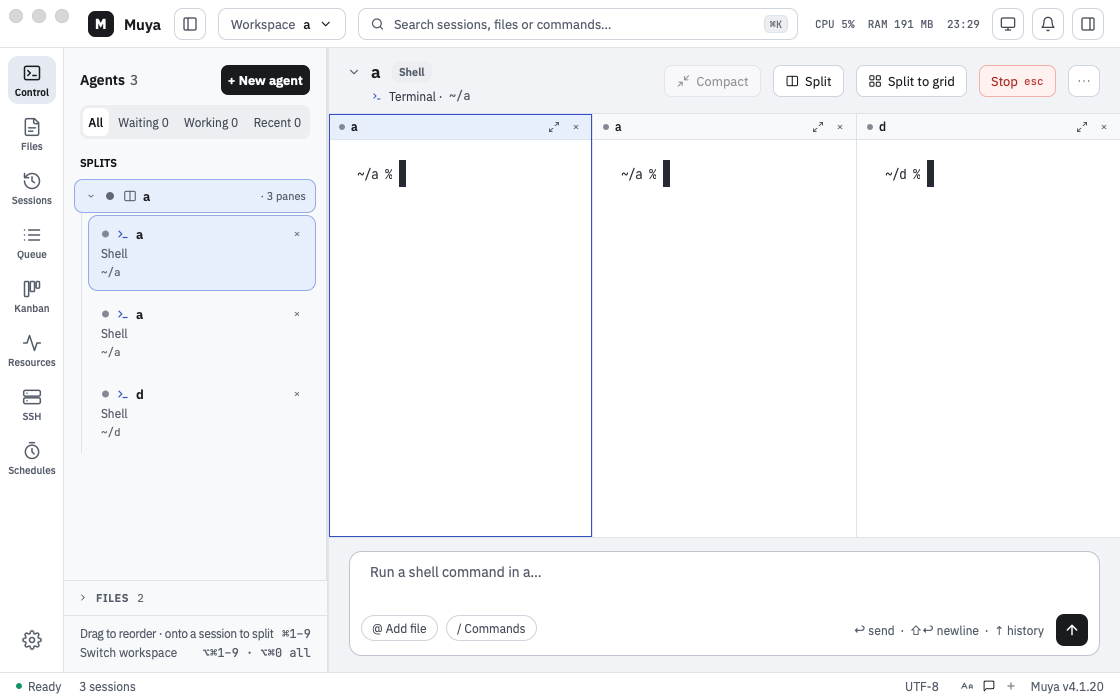 M Muya Workspace a Search sessions, files or commands... ⌘K CPU 5% RAM 191 MB 23:29
Control
Files
Sessions
Queue
Kanban
Resources
SSH
Schedules
Agents 3 + New agent
All Waiting 0 Working 0 Recent 0
SPLITS
a · 3 panes
a ×
Shell
~/a
a ×
Shell
~/a
d ×
Shell
~/d
FILES 2
Drag to reorder · onto a session to split ⌘1–9
Switch workspace ⌥⌘1–9 · ⌥⌘0 all
a Shell
Terminal · ~/a
Compact Split Split to grid Stop esc ...
a ×
~/a %
a ×
~/a %
d ×
~/d %
Run a shell command in a...
@ Add file / Commands
↩ send · ⇧↩ newline · ↑ history
Ready 3 sessions UTF-8 AA + Muya v4.1.20